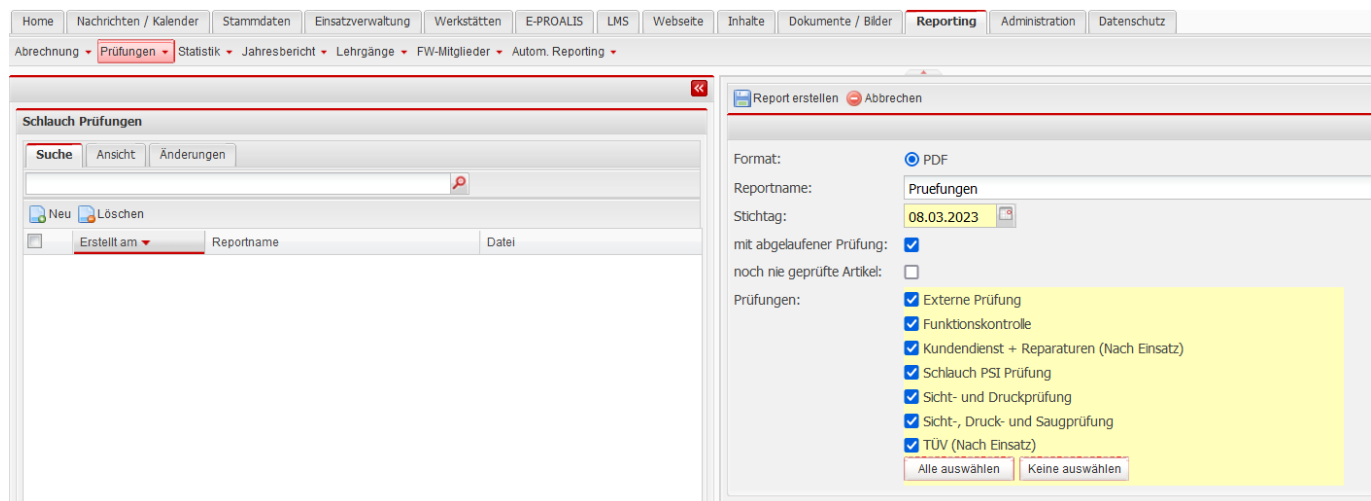 Home Nachrichten / Kalender Stammdaten Einsatzverwaltung Werkstätten E-PROALIS LMS Webseite Inhalte Dokumente / Bilder Reporting Administration Datenschutz
Abrechnung Prüfungen Statistik Jahresbericht Lehrgänge FW-Mitglieder Autom. Reporting
Schlauch Prüfungen
Suche Ansicht Änderungen
Neu Löschen
Erstellt am Reportname Datei
Report erstellen Abbrechen
Format: PDF
Reportname: Pruefungen
Stichtag: 08.03.2023
mit abgelaufener Prüfung:
noch nie geprüfte Artikel:
Prüfungen: Externe Prüfung
Funktionskontrolle
Kundendienst + Reparaturen (Nach Einsatz)
Schlauch PSI Prüfung
Sicht- und Druckprüfung
Sicht-, Druck- und Saugprüfung
TÜV (Nach Einsatz)
Alle auswählen Keine auswählen